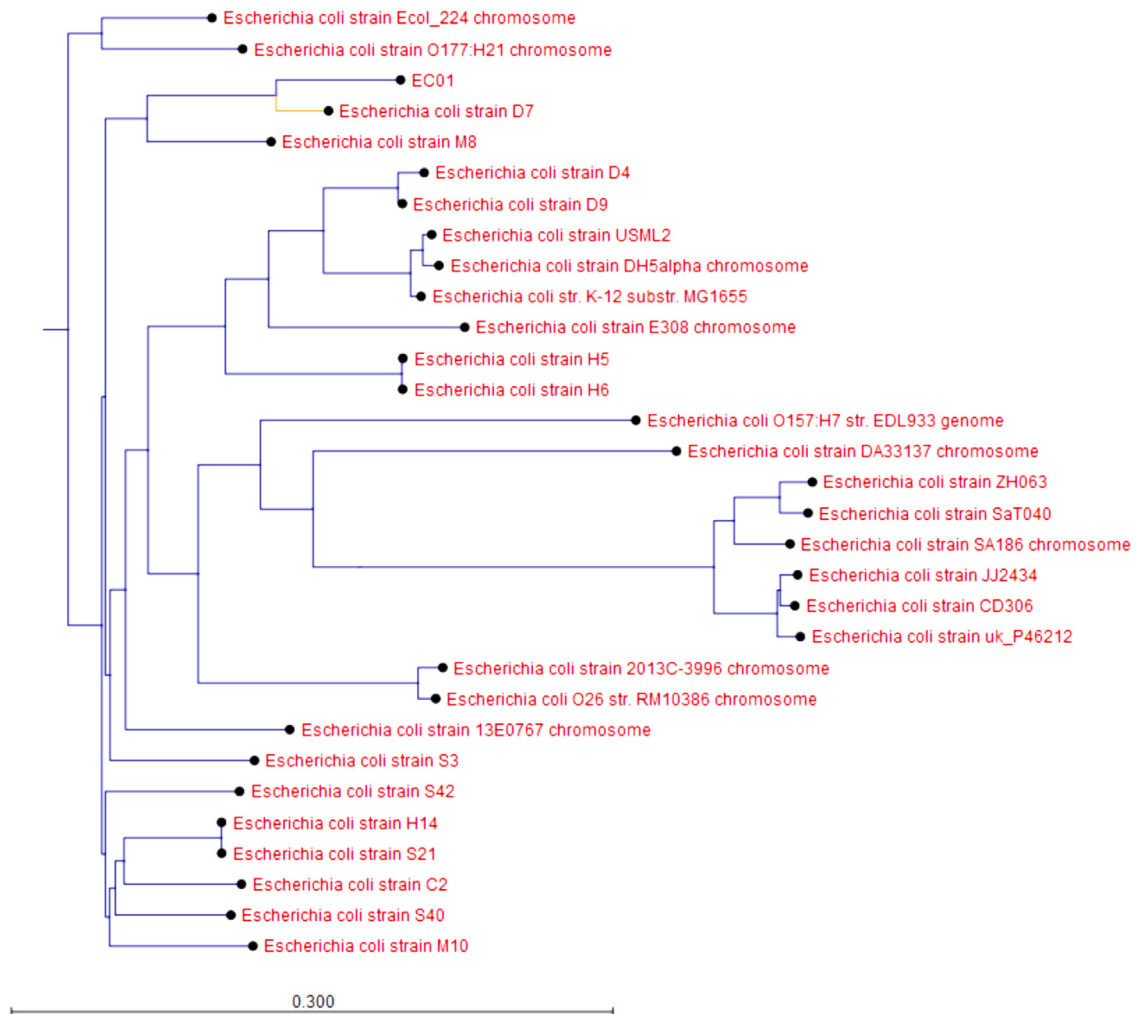 Escherichia coli strain Ecol_224 chromosome
Escherichia coli strain O177:H21 chromosome
EC01
Escherichia coli strain D7
Escherichia coli strain M8
Escherichia coli strain D4
Escherichia coli strain D9
Escherichia coli strain USML2
Escherichia coli strain DH5alpha chromosome
Escherichia coli str. K-12 substr. MG1655
Escherichia coli strain E308 chromosome
Escherichia coli strain H5
Escherichia coli strain H6
Escherichia coli O157:H7 str. EDL933 genome
Escherichia coli strain DA33137 chromosome
Escherichia coli strain ZH063
Escherichia coli strain SaT040
Escherichia coli strain SA186 chromosome
Escherichia coli strain JJ2434
Escherichia coli strain CD306
Escherichia coli strain uk_P46212
Escherichia coli strain 2013C-3996 chromosome
Escherichia coli O26 str. RM10386 chromosome
Escherichia coli strain 13E0767 chromosome
Escherichia coli strain S3
Escherichia coli strain S42
Escherichia coli strain H14
Escherichia coli strain S21
Escherichia coli strain C2
Escherichia coli strain S40
Escherichia coli strain M10
0.300